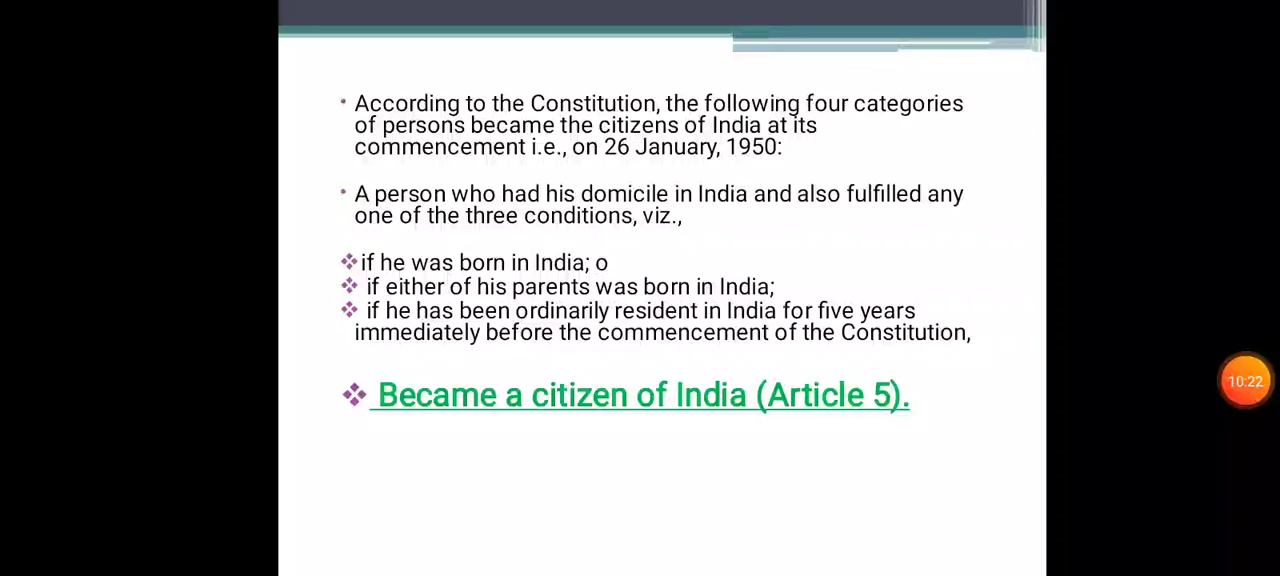 • According to the Constitution, the following four categories
of persons became the citizens of India at its
commencement i.e., on 26 January, 1950:
• A person who had his domicile in India and also fulfilled any
one of the three conditions, viz.,
❖if he was born in India; o
❖ if either of his parents was born in India;
❖ if he has been ordinarily resident in India for five years
immediately before the commencement of the Constitution,
❖ Became a citizen of India (Article 5).
10:22